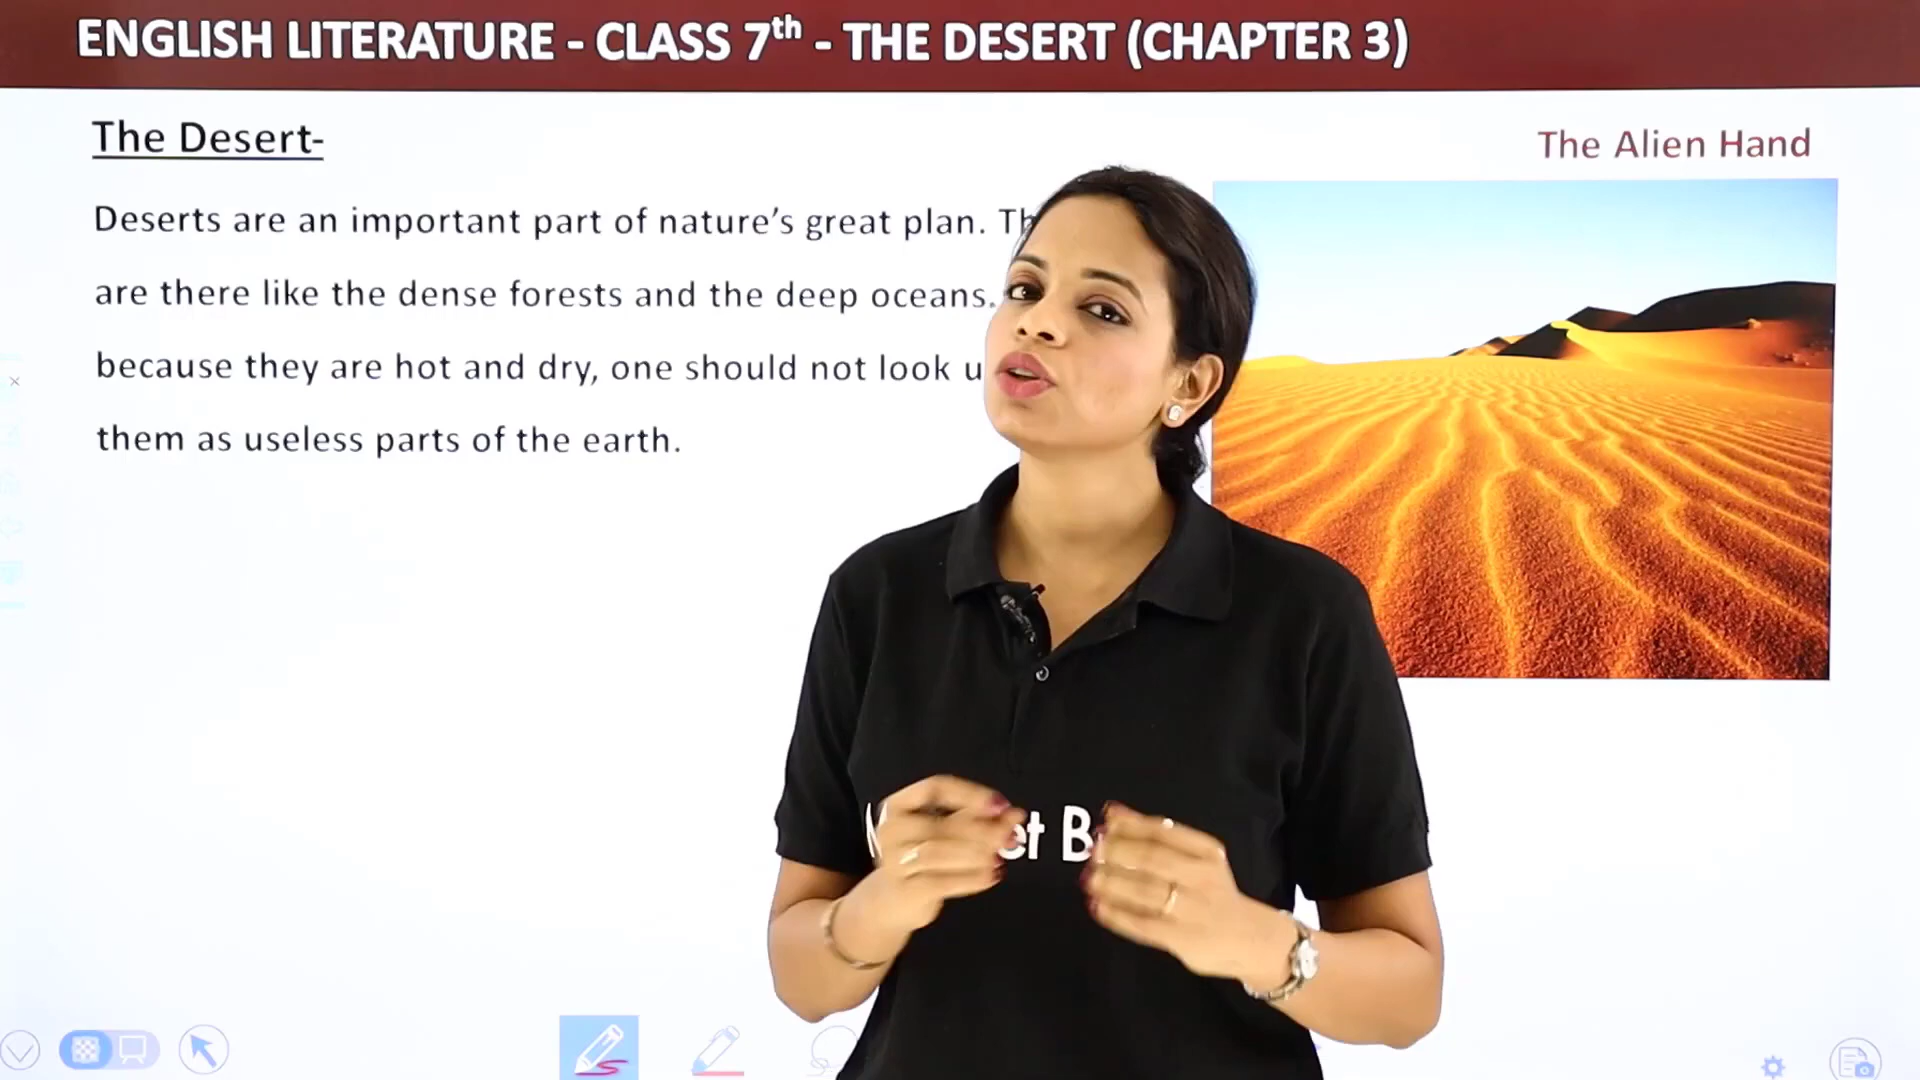 ENGLISH LITERATURE - CLASS 7th - THE DESERT (CHAPTER 3)
The Desert-
The Alien Hand
Deserts are an important part of nature’s great plan.
are there like the dense forests and the deep oceans.
because they are hot and dry, one should not look
them as useless parts of the earth.